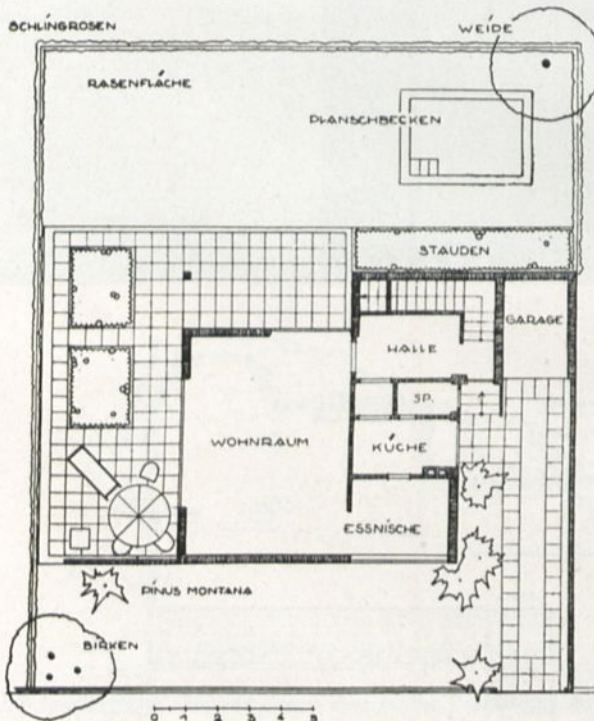 SCHLINGROSEN
WEIDE
RASENFLÄCHE
PLANSCHBECKEN
STAUDEN
GARAGE
HALLE
SP.
WOHNRAUM
KÜCHE
ESSNISCHE
PINUS MONTANA
BIRKEN
0 1 2 3 4 5